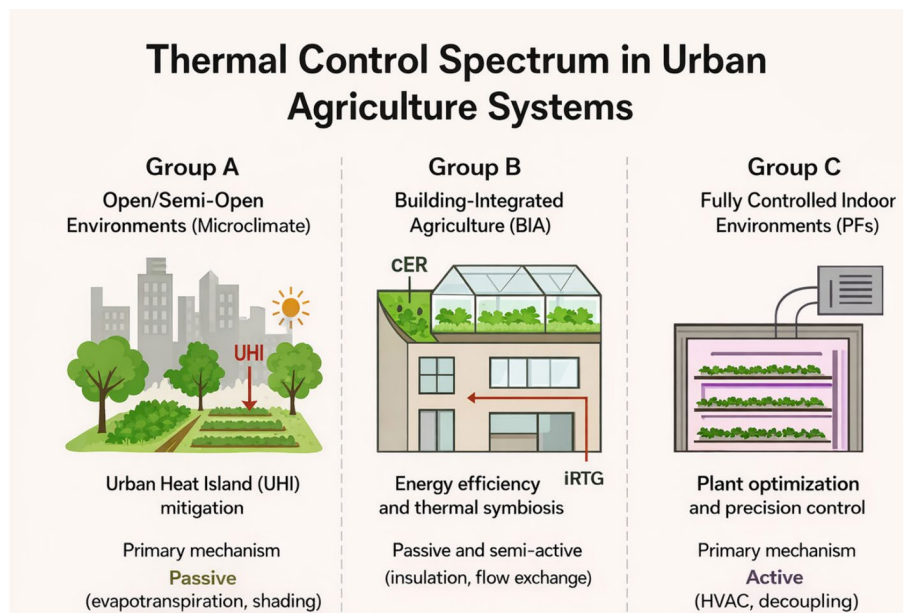 Thermal Control Spectrum in Urban
Agriculture Systems
Group A
Open/Semi-Open
Environments (Microclimate)
UHI
Urban Heat Island (UHI)
mitigation
Primary mechanism
Passive
(evapotranspiration, shading)
Group B
Building-Integrated
Agriculture (BIA)
cER
iRTG
Energy efficiency
and thermal symbiosis
Passive and semi-active
(insulation, flow exchange)
Group C
Fully Controlled Indoor
Environments (PFs)
Plant optimization
and precision control
Primary mechanism
Active
(HVAC, decoupling)